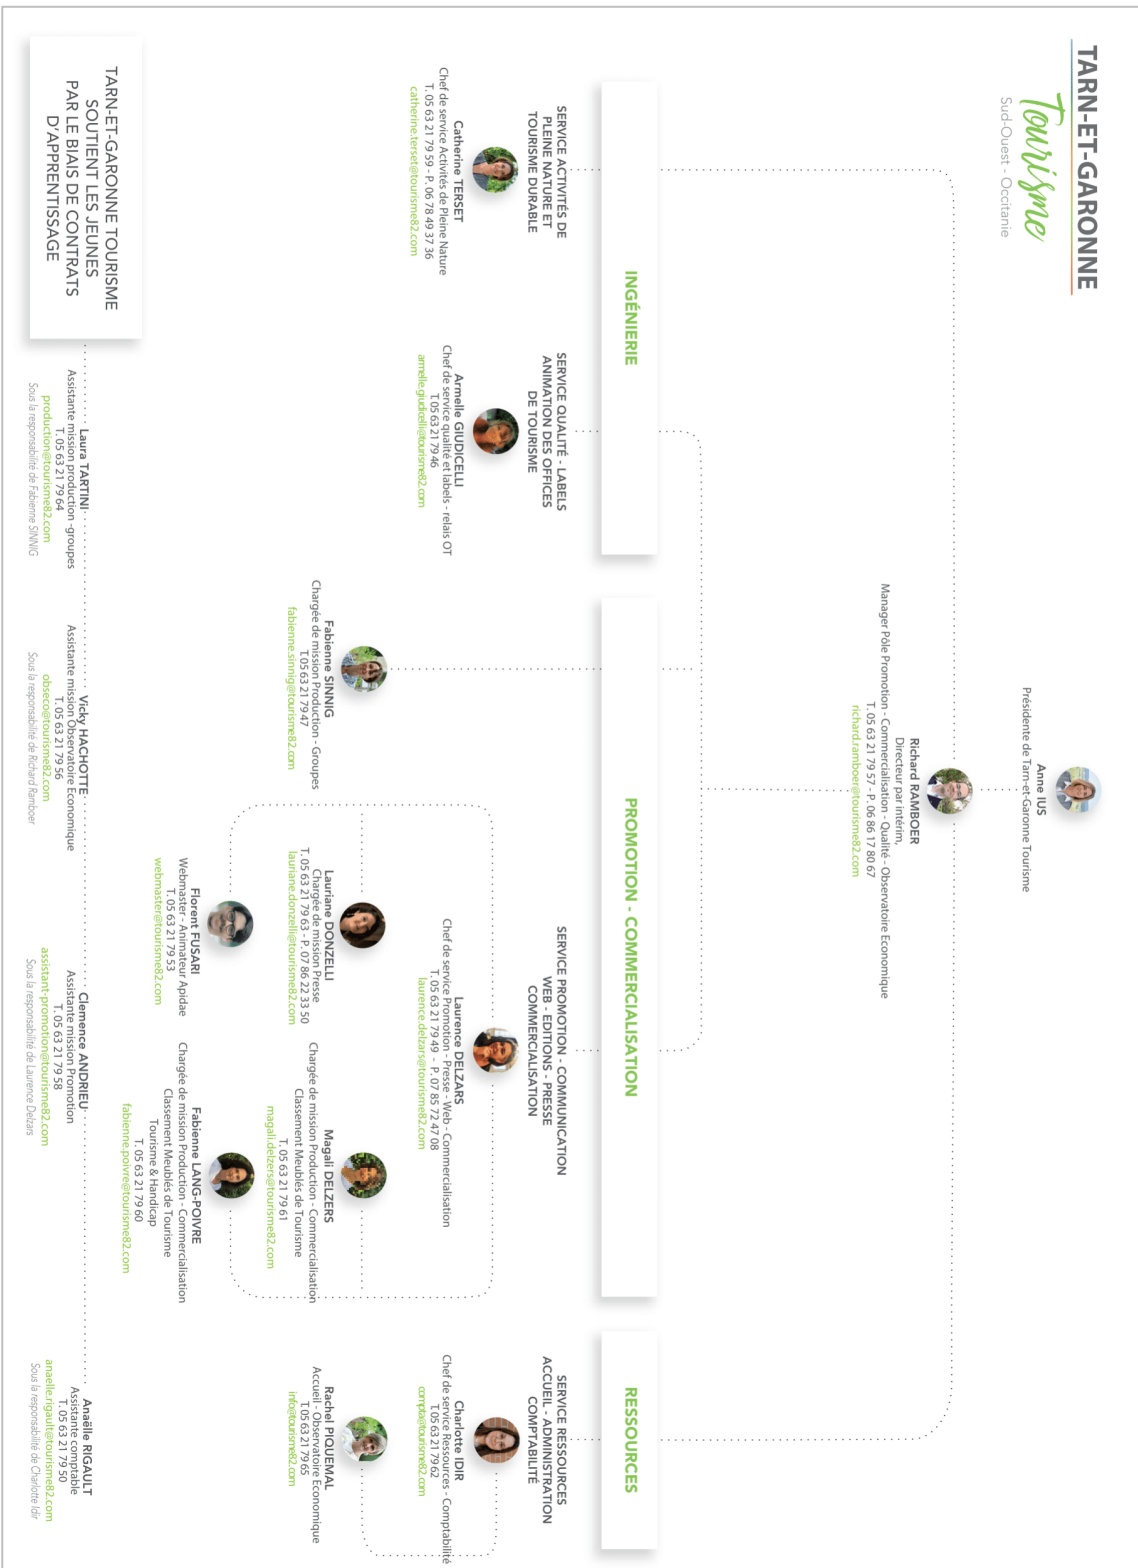 TARN-ET-GARONNE
Tourisme
Sud-Ouest - Occitanie
Anne IUS
Présidente de Tarn-et-Garonne Tourisme
Richard RAMBOER
Directeur par intérim,
Manager Pôle Promotion - Commercialisation - Qualité - Observatoire Economique
T. 05 63 21 79 57 - P. 06 86 17 80 67
richard.ramboer@tourisme82.com
INGÉNIERIE
SERVICE ACTIVITÉS DE
PLEINE NATURE ET
TOURISME DURABLE
Catherine TERSET
Chef de service Activités de Pleine Nature
T. 05 63 21 79 59 - P. 06 78 49 37 36
catherine.terset@tourisme82.com
SERVICE QUALITÉ - LABELS
ANIMATION DES OFFICES
DE TOURISME
Armelle GIUDICELLI
Chef de service qualité et labels - relais OT
T.05 63 21 79 46
armelle.giudicelli@tourisme82.com
PROMOTION - COMMERCIALISATION
Fabienne SINNIG
Chargée de mission Production - Groupes
T.05 63 21 79 47
fabienne.sinnig@tourisme82.com
SERVICE PROMOTION - COMMUNICATION
WEB - EDITIONS - PRESSE
COMMERCIALISATION
Laurence DELZARS
Chef de service Promotion - Presse - Web - Commercialisation
T. 05 63 21 79 49 - P. 07 85 72 47 08
laurence.delzars@tourisme82.com
Lauriane DONZELLI
Chargée de mission Presse
T. 05 63 21 79 63 - P. 07 86 22 33 50
lauriane.donzelli@tourisme82.com
Magali DELZERS
Chargée de mission Production - Commercialisation
Classement Meublés de Tourisme
T. 05 63 21 79 61
magali.delzers@tourisme82.com
Florent FUSARI
Webmaster - Animateur Apidae
T. 05 63 21 79 53
webmaster@tourisme82.com
Fabienne LANG-POIVRE
Chargée de mission Production - Commercialisation
Classement Meublés de Tourisme
Tourisme & Handicap
T. 05 63 21 79 60
fabienne.poivre@tourisme82.com
RESSOURCES
SERVICE RESSOURCES
ACCUEIL - ADMINISTRATION
COMPTABILITÉ
Charlotte IDIR
Chef de service Ressources - Comptabilité
T.05 63 21 79 62
compta@tourisme82.com
Rachel PIQUEMAL
Accueil - Observatoire Economique
T.05 63 21 79 65
info@tourisme82.com
TARN-ET-GARONNE TOURISME
SOUTIENT LES JEUNES
PAR LE BIAIS DE CONTRATS
D'APPRENTISSAGE
Laura TARTINI
Assistante mission production -groupes
T. 05 63 21 79 64
production@tourisme82.com
Sous la responsabilité de Fabienne SINNIG
Vicky HACHOTTE
Assistante mission Observatoire Economique
T. 05 63 21 79 56
obseco@tourisme82.com
Sous la responsabilité de Richard Ramboer
Clemence ANDRIEU
Assistante mission Promotion
T. 05 63 21 79 58
assistant-promotion@tourisme82.com
Sous la responsabilité de Laurence Delzars
Anaëlle RIGAULT
Assistante comptable
T. 05 63 21 79 50
anaelle.rigault@tourisme82.com
Sous la responsabilité de Charlotte Idir